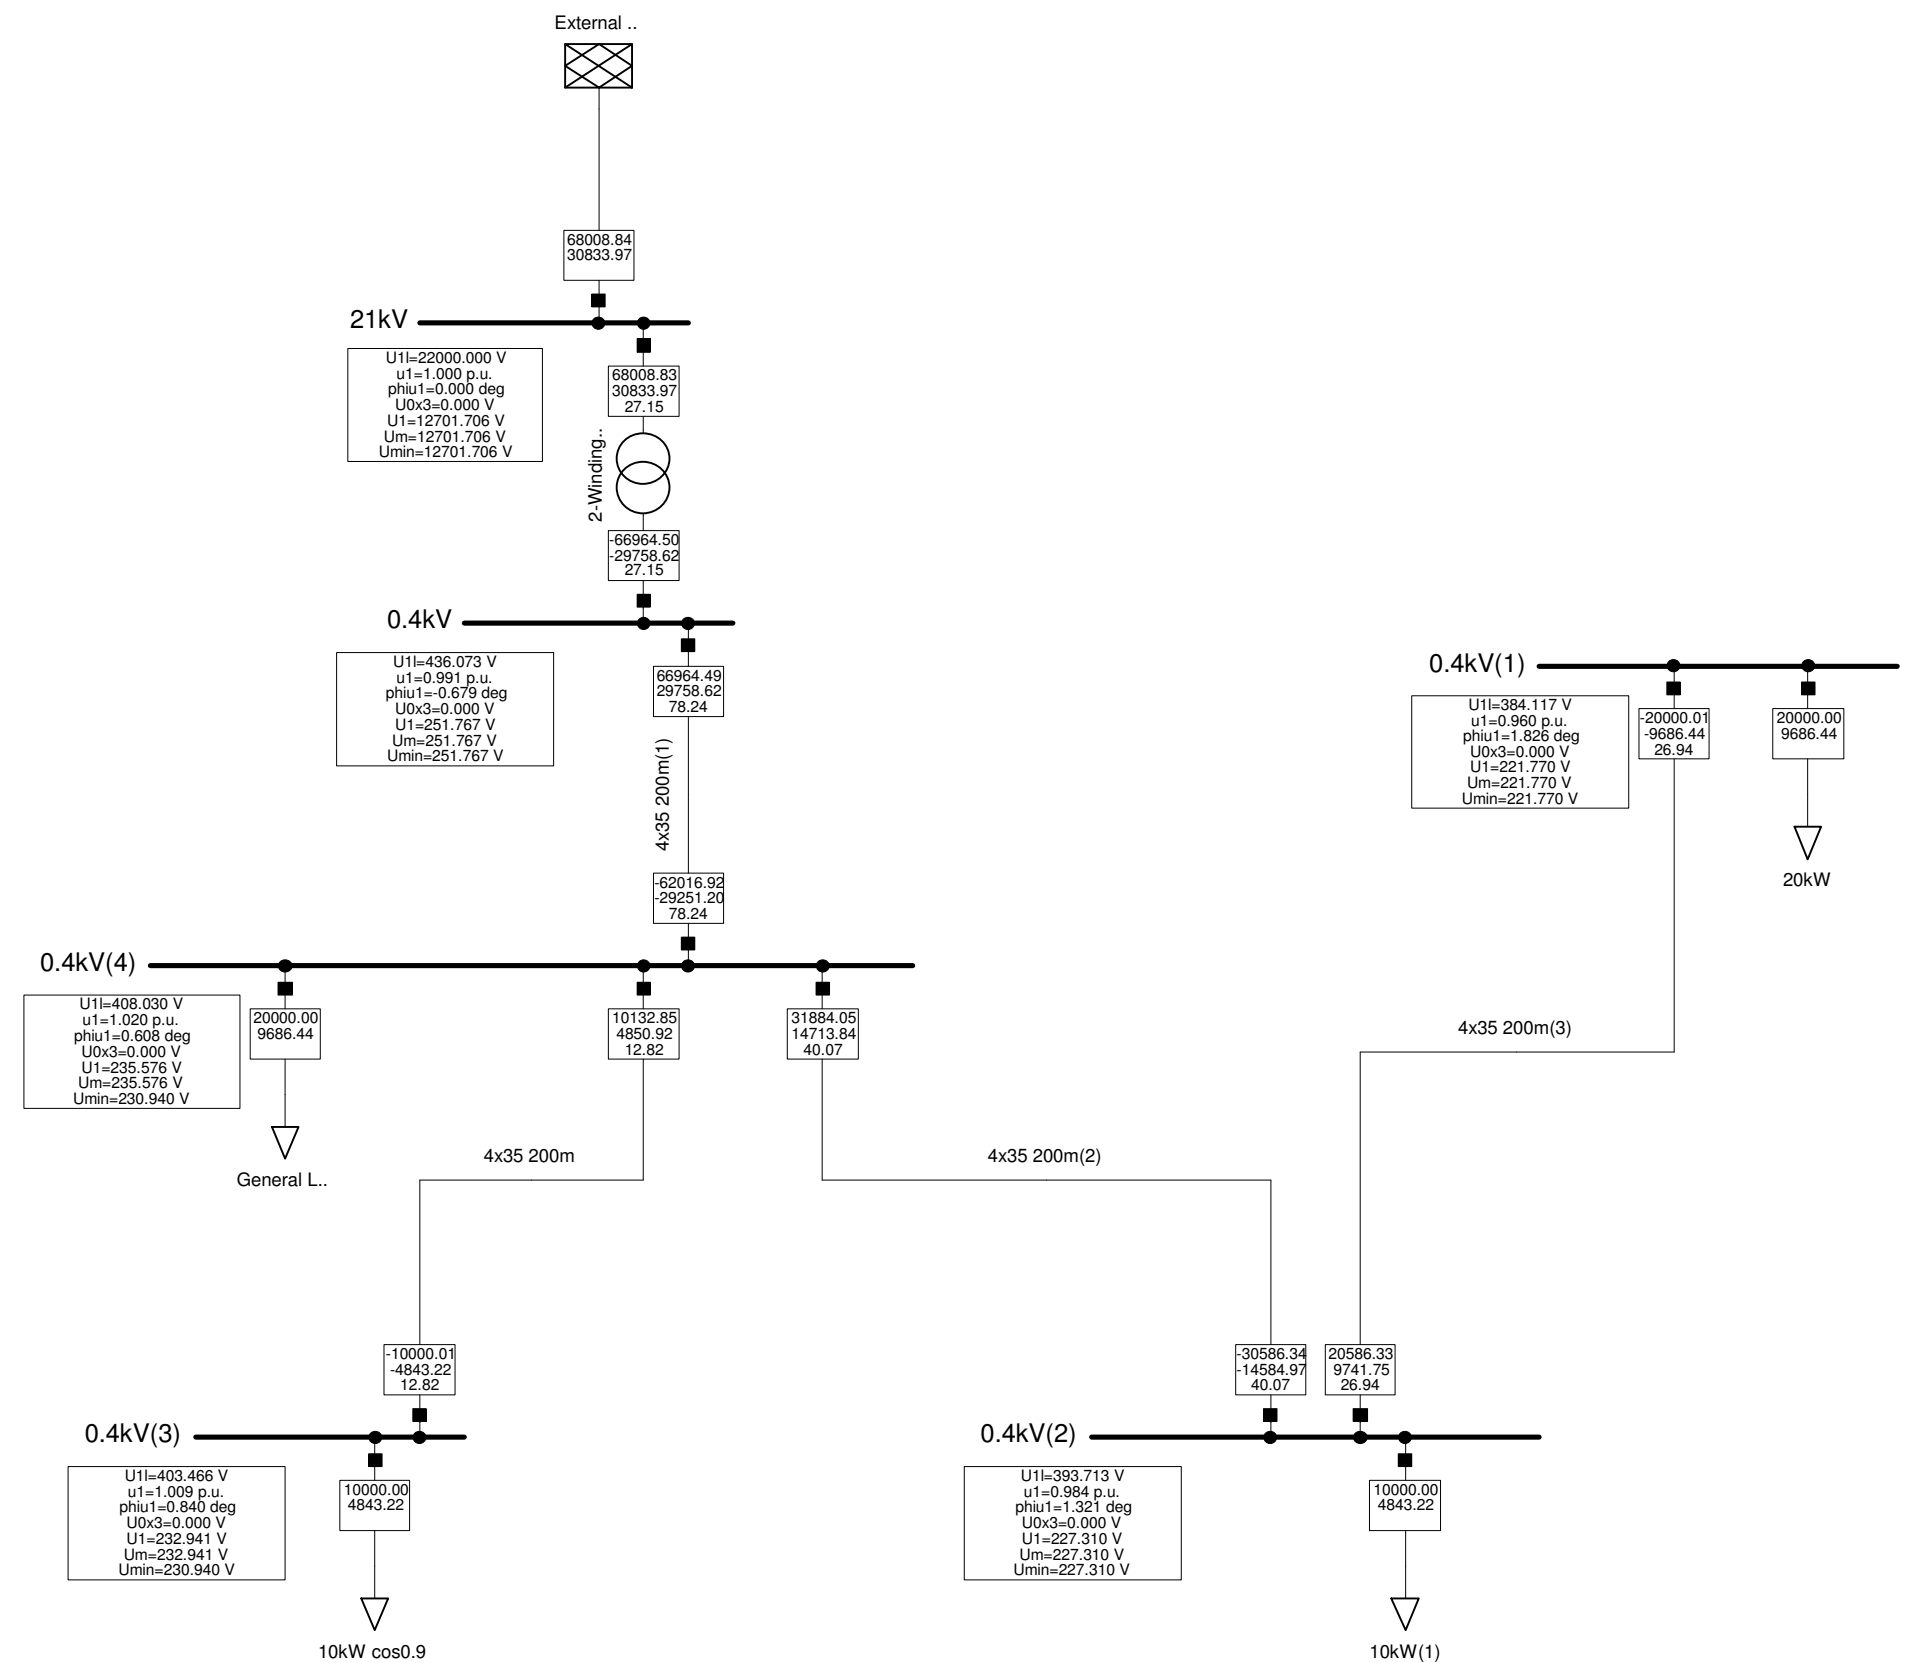 External ..
68008.84
30833.97
21kV
U1l=22000.000 V
u1=1.000 p.u.
phiu1=0.000 deg
U0x3=0.000 V
U1=12701.706 V
Um=12701.706 V
Umin=12701.706 V
68008.83
30833.97
27.15
2-Winding..
-66964.50
-29758.62
27.15
0.4kV
U1l=436.073 V
u1=0.991 p.u.
phiu1=-0.679 deg
U0x3=0.000 V
U1=251.767 V
Um=251.767 V
Umin=251.767 V
66964.49
29758.62
78.24
4x35 200m(1)
-62016.92
-29251.20
78.24
0.4kV(1)
U1l=384.117 V
u1=0.960 p.u.
phiu1=1.826 deg
U0x3=0.000 V
U1=221.770 V
Um=221.770 V
Umin=221.770 V
-20000.01
-9686.44
26.94
20000.00
9686.44
20kW
0.4kV(4)
U1l=408.030 V
u1=1.020 p.u.
phiu1=0.608 deg
U0x3=0.000 V
U1=235.576 V
Um=235.576 V
Umin=230.940 V
20000.00
9686.44
General L..
10132.85
4850.92
12.82
31884.05
14713.84
40.07
4x35 200m(3)
4x35 200m
4x35 200m(2)
-10000.01
-4843.22
12.82
0.4kV(3)
U1l=403.466 V
u1=1.009 p.u.
phiu1=0.840 deg
U0x3=0.000 V
U1=232.941 V
Um=232.941 V
Umin=230.940 V
10000.00
4843.22
10kW cos0.9
-30586.34
-14584.97
40.07
20586.33
9741.75
26.94
0.4kV(2)
U1l=393.713 V
u1=0.984 p.u.
phiu1=1.321 deg
U0x3=0.000 V
U1=227.310 V
Um=227.310 V
Umin=227.310 V
10000.00
4843.22
10kW(1)